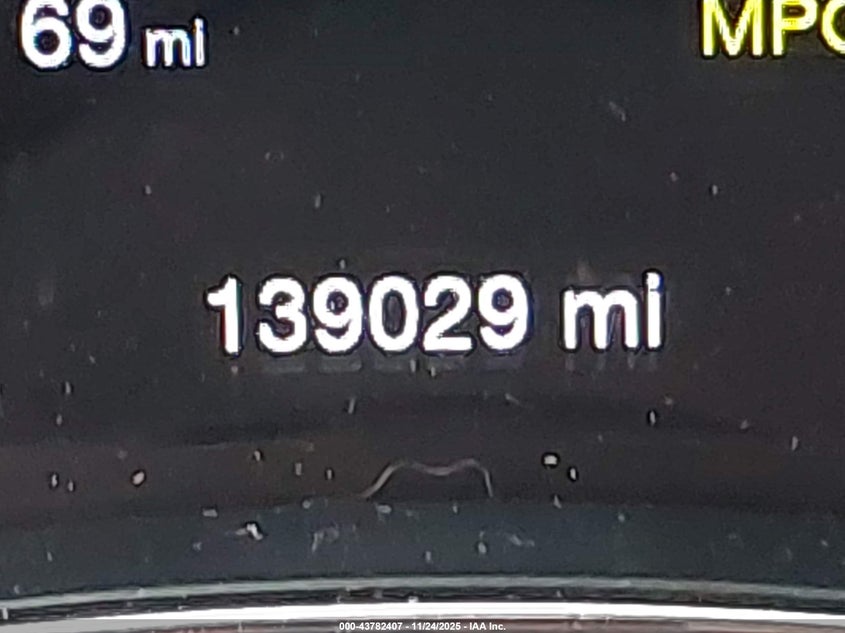 69 mi
MPG
139029 mi
000-43782407 - 11/24/2025 - IAA Inc.